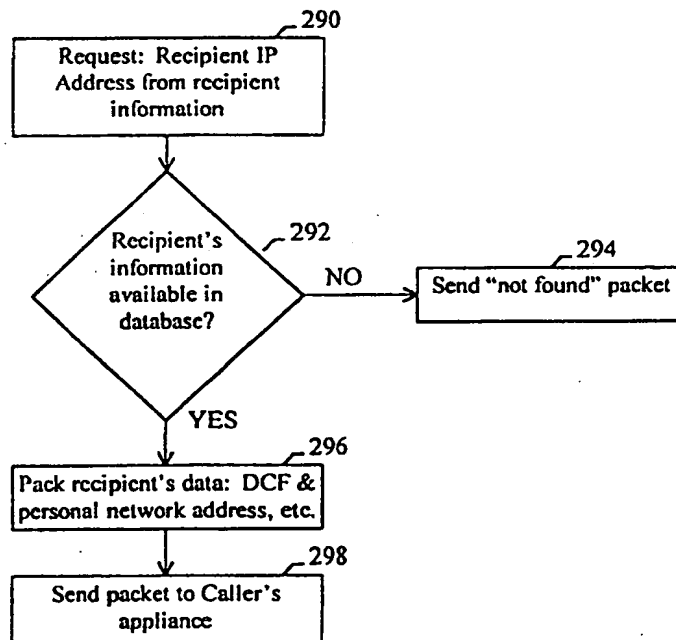 290
Request: Recipient IP
Address from recipient
information
292
Recipient's
information
available in
database?
NO
294
Send “not found” packet
YES
296
Pack recipient's data: DCF &
personal network address, etc.
298
Send packet to Caller's
appliance